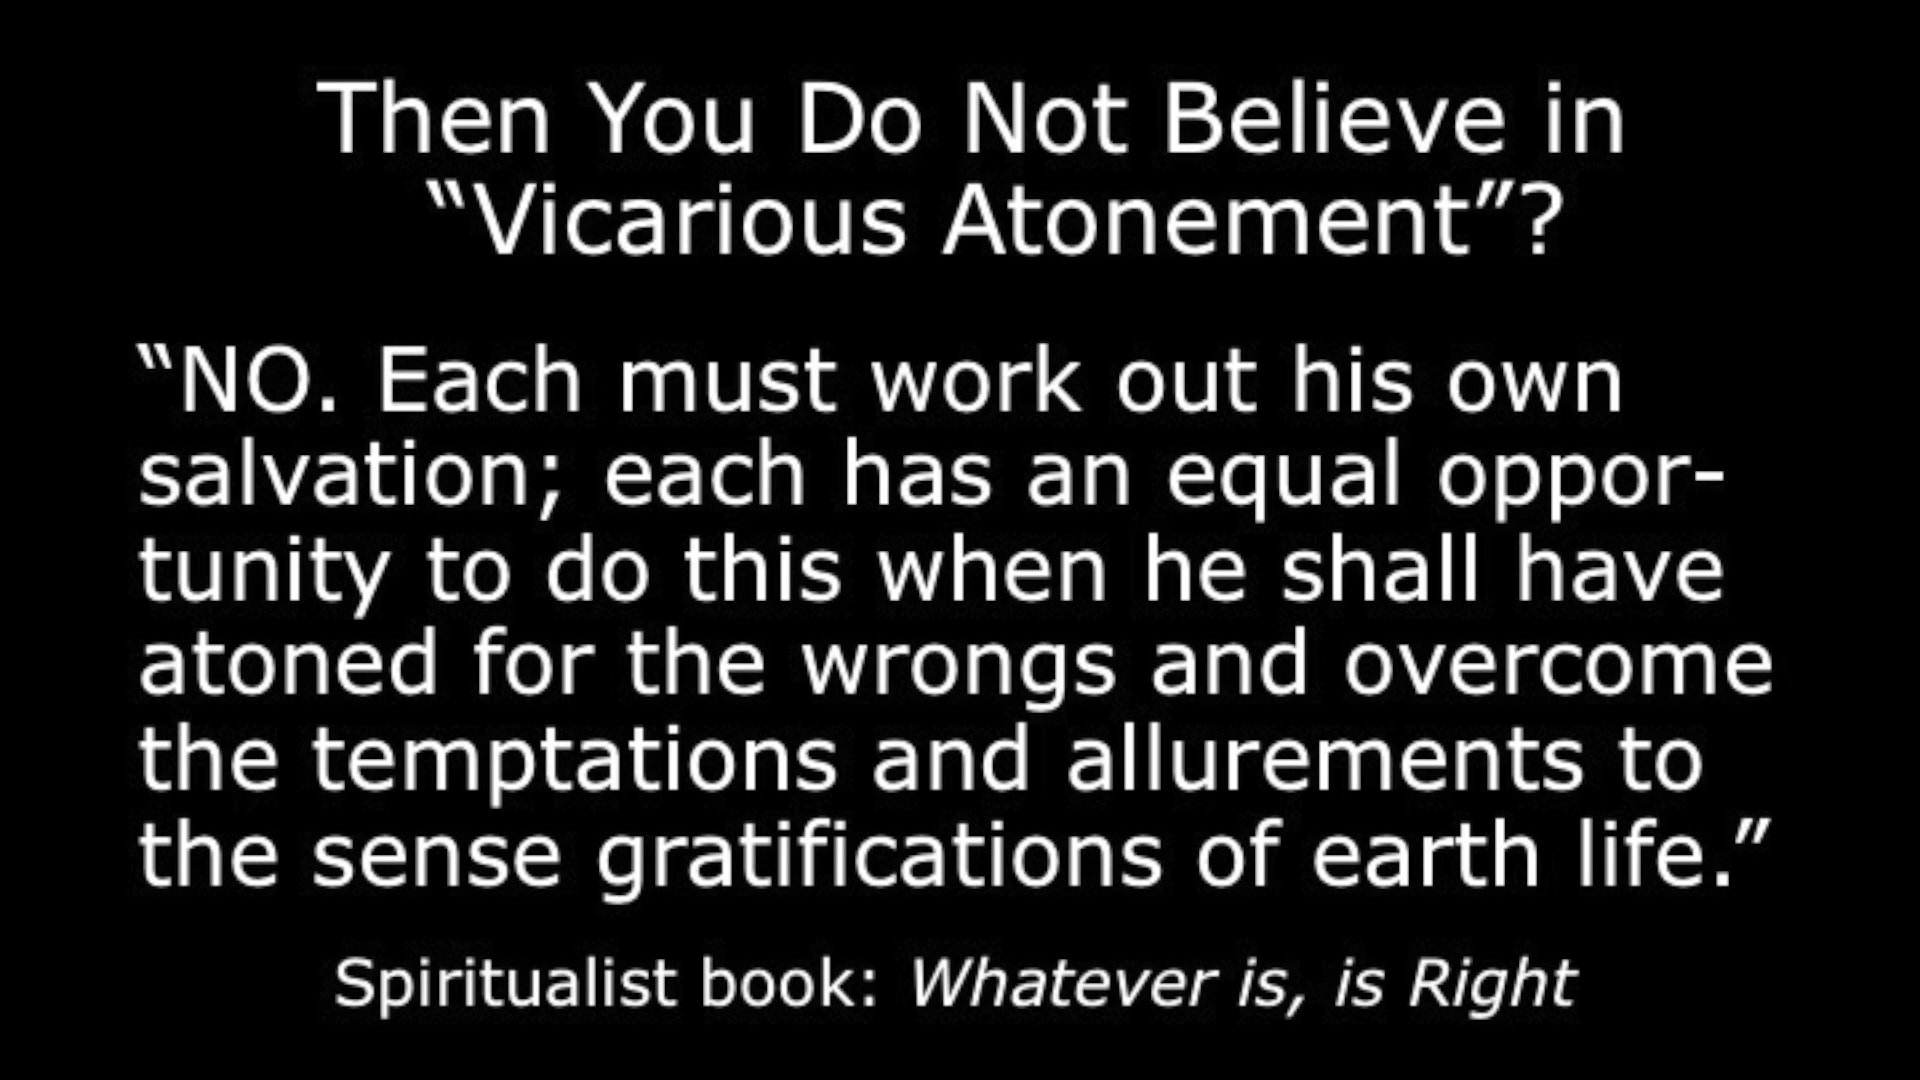 Then You Do Not Believe in
“Vicarious Atonement”?
“NO. Each must work out his own
salvation; each has an equal oppor-
tunity to do this when he shall have
atoned for the wrongs and overcome
the temptations and allurements to
the sense gratifications of earth life.”
Spiritualist book: Whatever is, is Right